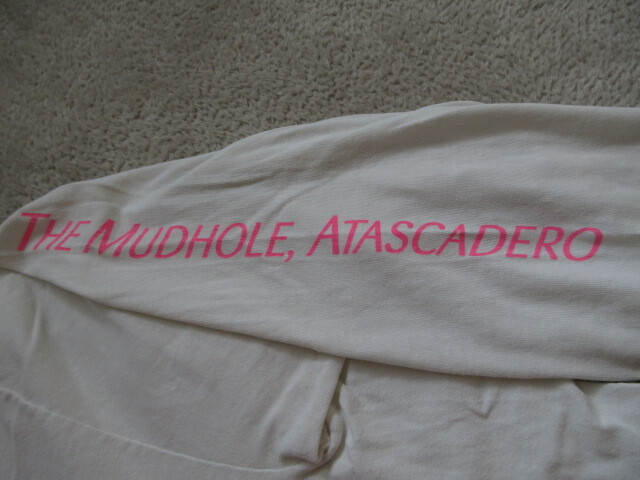 THE MUDHOLE, ATASCADERO